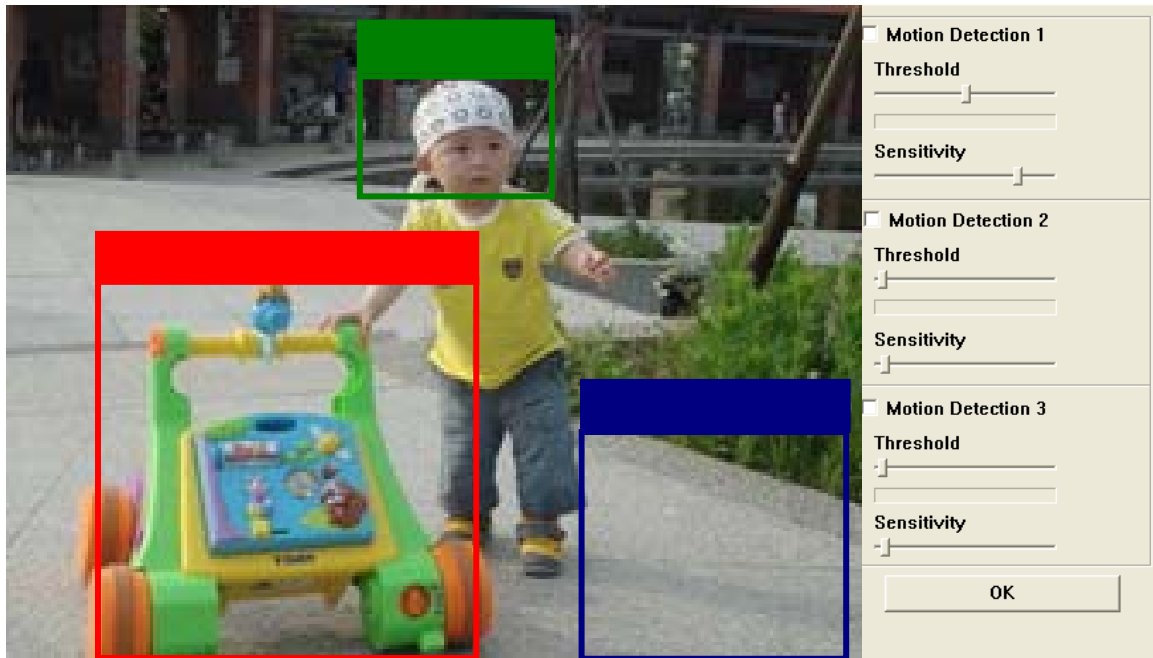 Motion Detection 1
Threshold
Sensitivity
Motion Detection 2
Threshold
Sensitivity
Motion Detection 3
Threshold
Sensitivity
OK